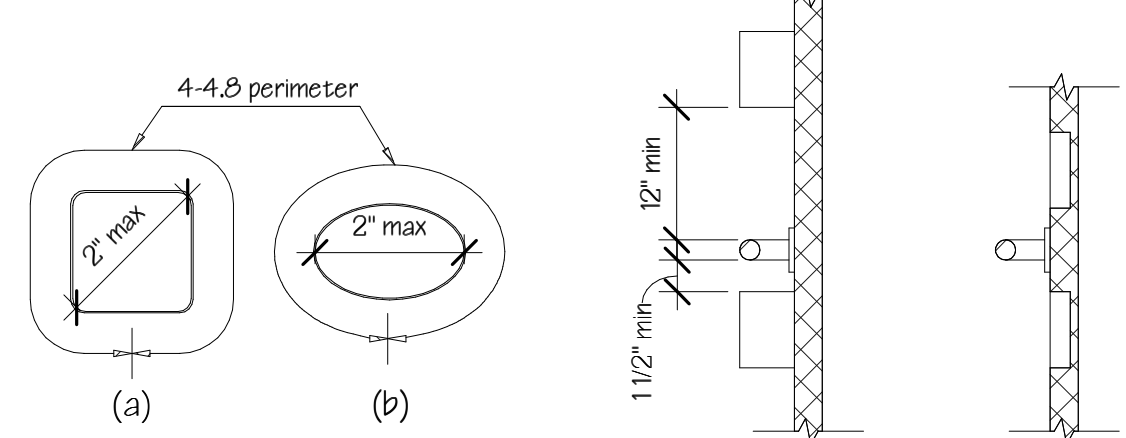 4-4.8 perimeter
2" max
2" max
(a)
(b)
12" min
1 1/2" min